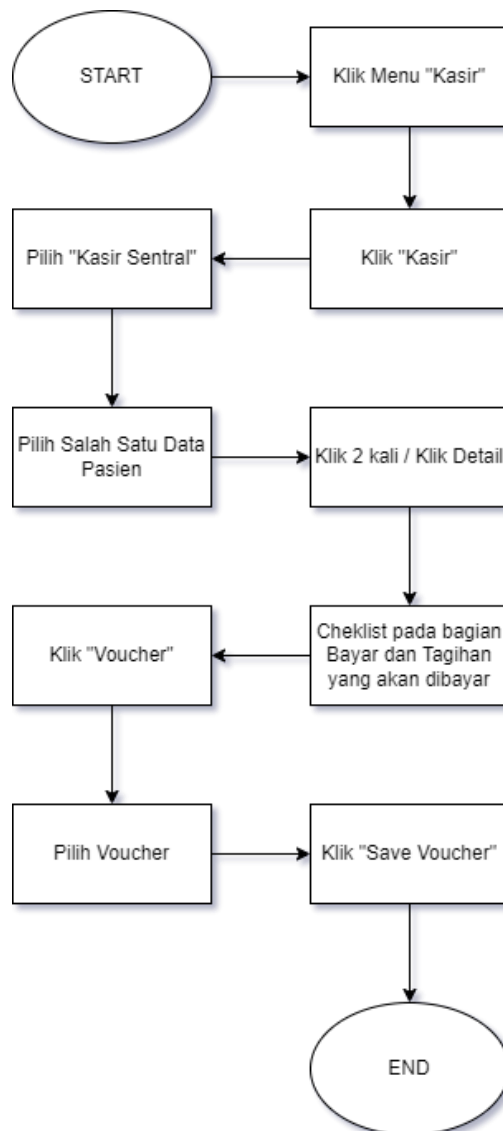 START
Klik Menu "Kasir"
Klik "Kasir"
Pilih "Kasir Sentral"
Pilih Salah Satu Data
Pasien
Klik 2 kali / Klik Detail
Cheklist pada bagian
Bayar dan Tagihan
yang akan dibayar
Klik "Voucher"
Pilih Voucher
Klik "Save Voucher"
END